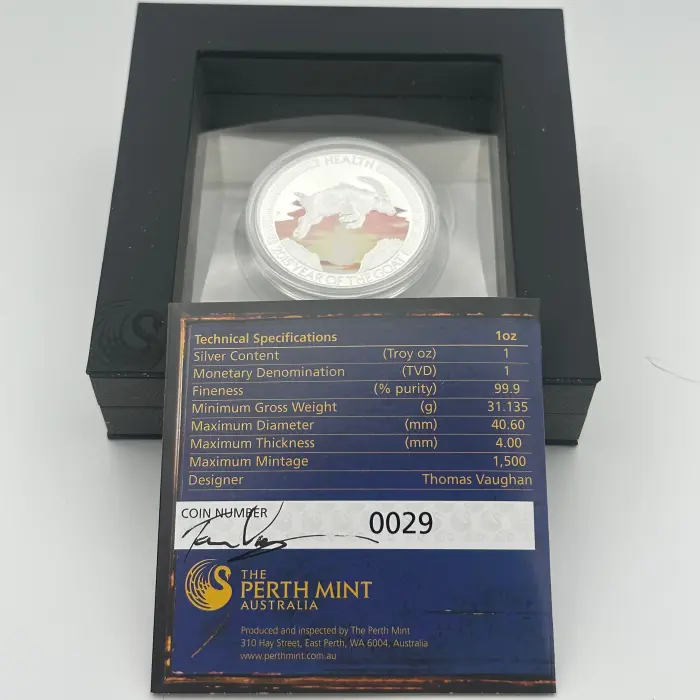 HEALTH
2015 YEAR OF THE GOAT
Technical Specifications 1oz
Silver Content (Troy oz) 1
Monetary Denomination (TVD) 1
Fineness (% purity) 99.9
Minimum Gross Weight (g) 31.135
Maximum Diameter (mm) 40.60
Maximum Thickness (mm) 4.00
Maximum Mintage 1,500
Designer Thomas Vaughan
COIN NUMBER
0029
THE
PERTH MINT
AUSTRALIA
Produced and inspected by The Perth Mint
310 Hay Street, East Perth, WA 6004, Australia
www.perthmint.com.au